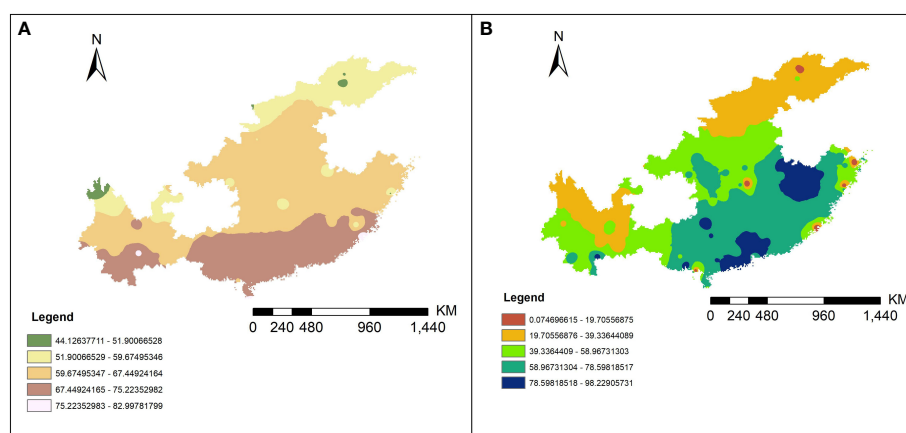 A
N
KM
0 240 480 960 1,440
Legend
44.12637711 - 51.90066528
51.90066529 - 59.67495346
59.67495347 - 67.44924164
67.44924165 - 75.22352982
75.22352983 - 82.99781799
B
N
KM
0 240 480 960 1,440
Legend
0.074696615 - 19.70556875
19.70556876 - 39.33644089
39.3364409 - 58.96731303
58.96731304 - 78.59818517
78.59818518 - 98.22905731